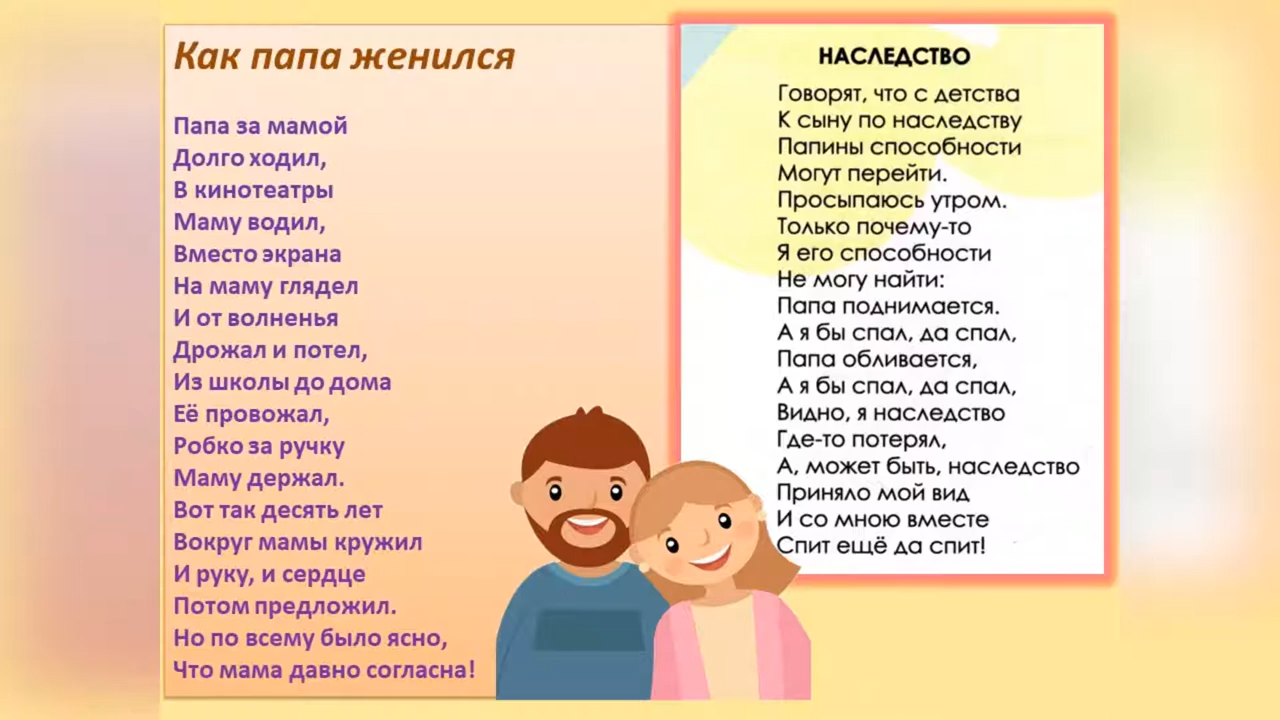 Как папа женился
Папа за мамой
Долго ходил,
В кинотеатры
Маму водил,
Вместо экрана
На маму глядел
И от волненья
Дрожал и потел,
Из школы до дома
Её провожал,
Робко за ручку
Маму держал.
Вот так десять лет
Вокруг мамы кружил
И руку, и сердце
Потом предложил.
Но по всему было ясно,
Что мама давно согласна!
НАСЛЕДСТВО
Говорят, что с детства
К сыну по наследству
Папины способности
Могут перейти.
Просыпаюсь утром.
Только почему-то
Я его способности
Не могу найти:
Папа поднимается.
А я бы спал, да спал,
Папа обливается,
А я бы спал, да спал,
Видно, я наследство
Где-то потерял,
А, может быть, наследство
Приняло мой вид
И со мною вместе
Спит ещё да спит!